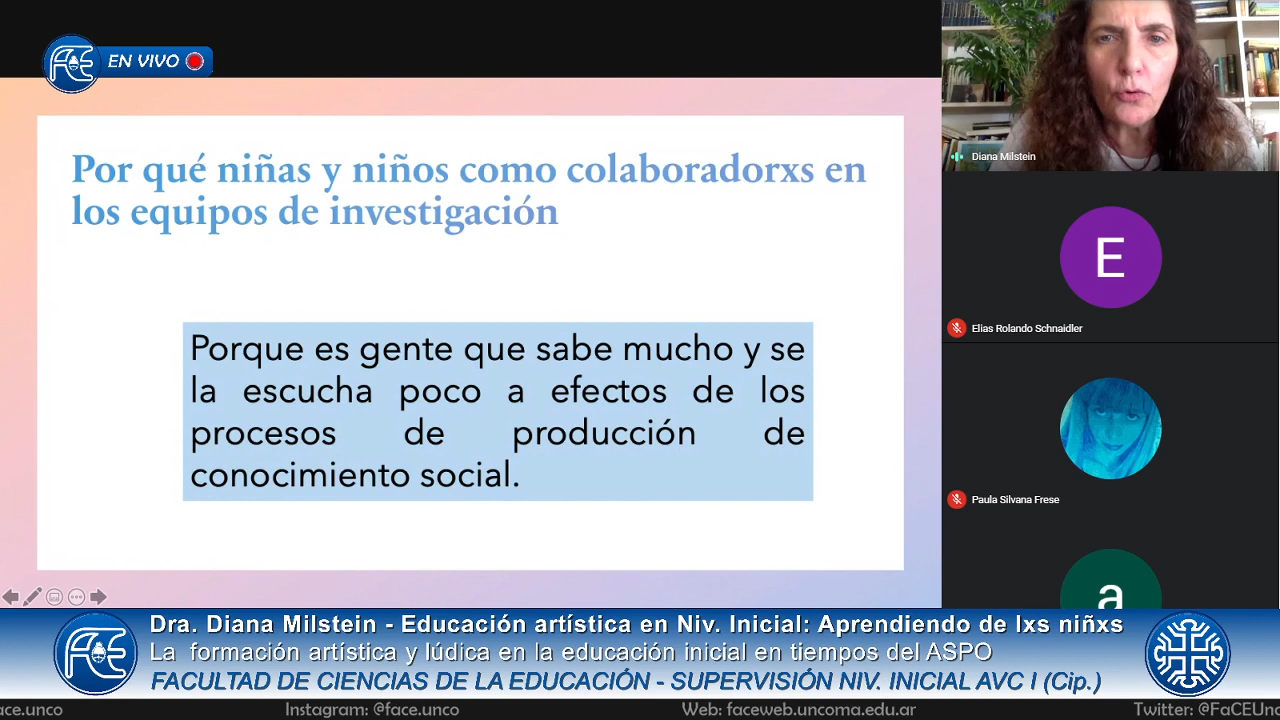 EN VIVO
Por qué niñas y niños como colaboradorxs en
los equipos de investigación
Porque es gente que sabe mucho y se
la escucha poco a efectos de los
procesos de producción de
conocimiento social.
Diana Milstein
E
Elias Rolando Schnaidler
Paula Silvana Frese
a
Dra. Diana Milstein - Educación artística en Niv. Inicial: Aprendiendo de lxs niñxs
La formación artística y lúdica en la educación inicial en tiempos del ASPO
FACULTAD DE CIENCIAS DE LA EDUCACIÓN - SUPERVISIÓN NIV. INICIAL AVC I (Cip.)
ace.unco Instagram: @face.unco Web: faceweb.uncoma.edu.ar Twitter: @FaCEUnc